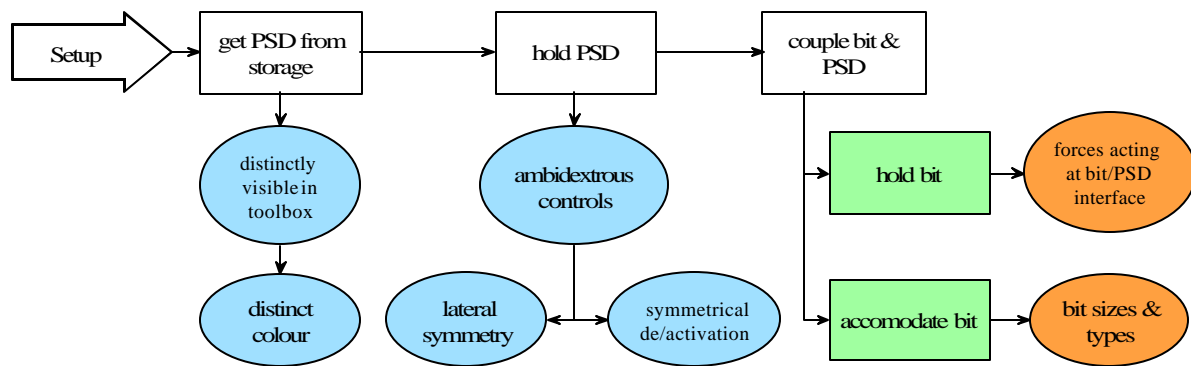 Setup
get PSD from
storage
hold PSD
couple bit &
PSD
distinctly
visible in
toolbox
ambidextrous
controls
hold bit
forces acting
at bit/PSD
interface
distinct
colour
lateral
symmetry
symmetrical
de/activation
accomodate bit
bit sizes &
types